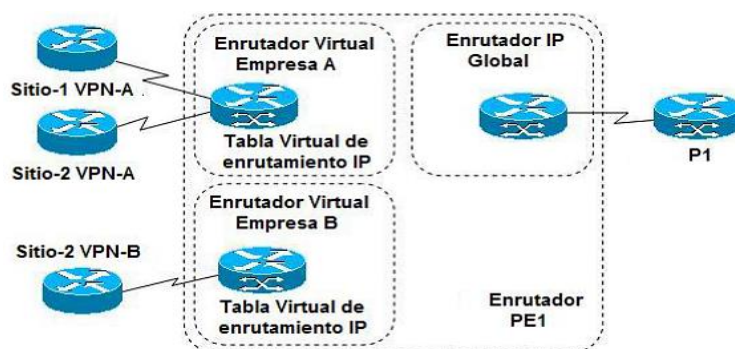 Enrutador Virtual
Empresa A
Enrutador IP
Global
Sitio-1 VPN-A
Tabla Virtual de
enrutamiento IP
Sitio-2 VPN-A
P1
Enrutador Virtual
Empresa B
Sitio-2 VPN-B
Tabla Virtual de
enrutamiento IP
Enrutador
PE1